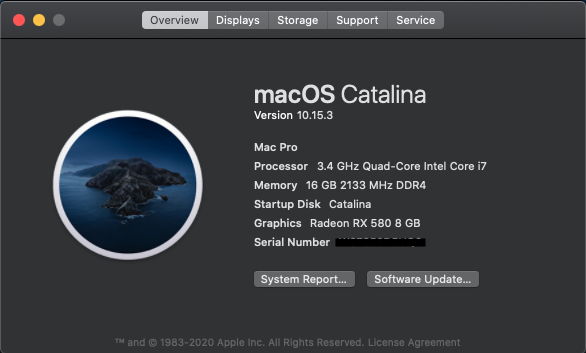 Overview Displays Storage Support Service
macOS Catalina
Version 10.15.3
Mac Pro
Processor 3.4 GHz Quad-Core Intel Core i7
Memory 16 GB 2133 MHz DDR4
Startup Disk Catalina
Graphics Radeon RX 580 8 GB
Serial Number
System Report... Software Update...
™ and © 1983-2020 Apple Inc. All Rights Reserved. License Agreement